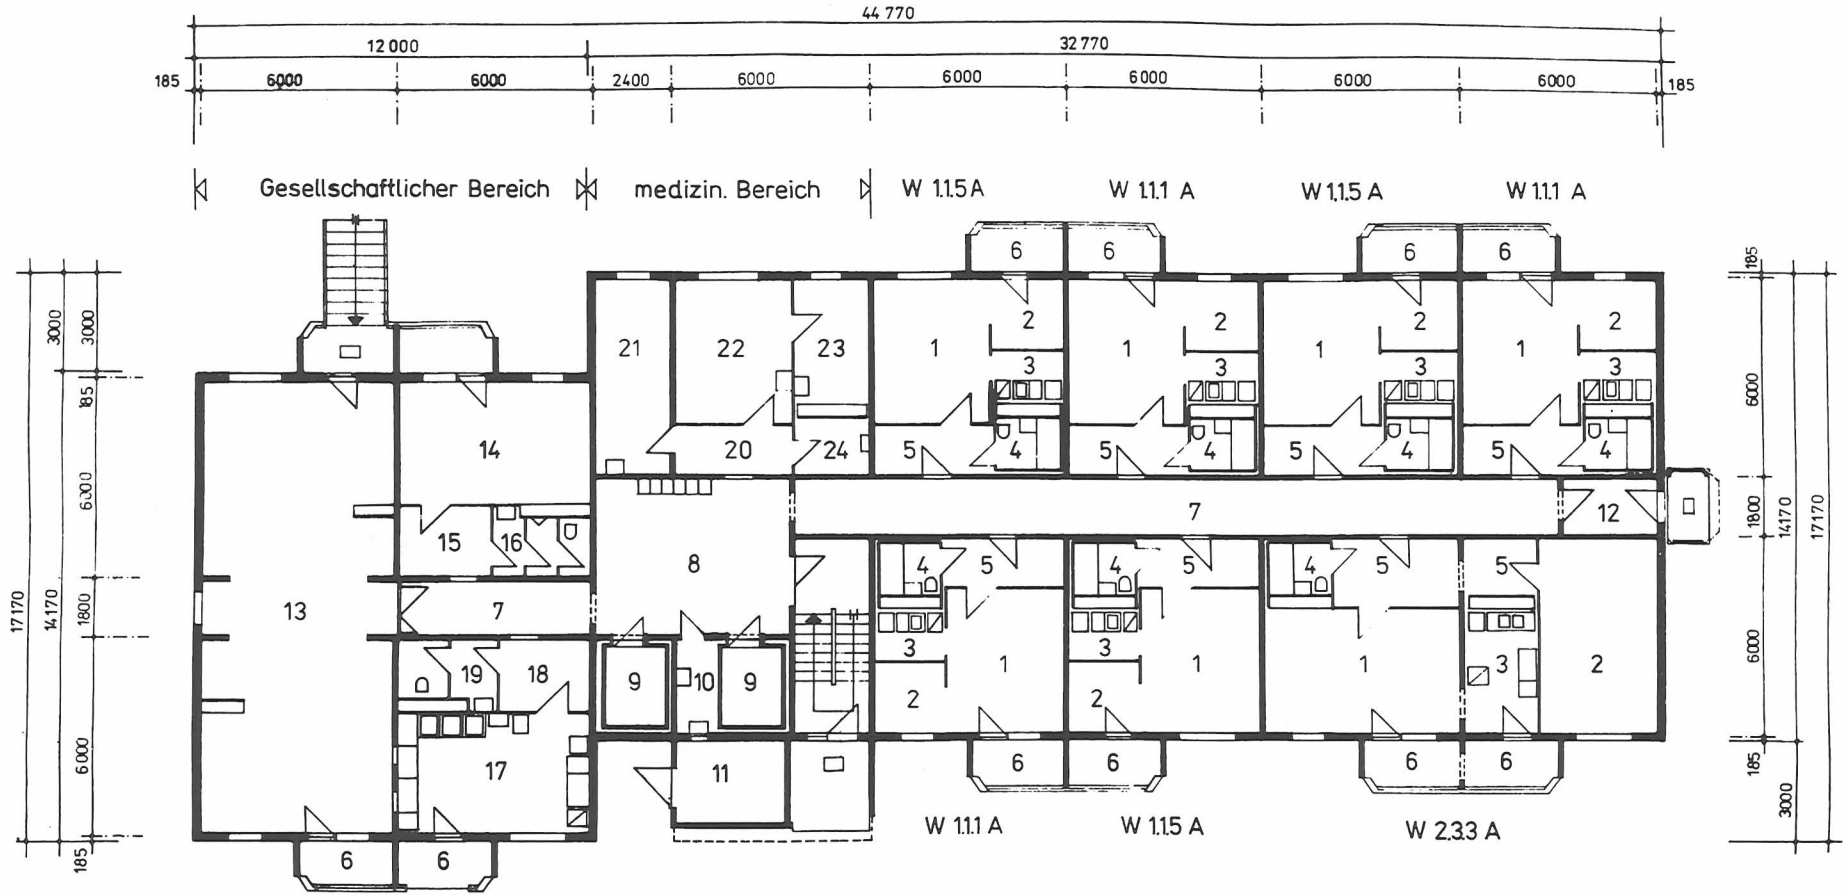 44 770
12 000 32 770
185 6000 6000 2400 6000 6000 6000 6000 6000 185
Gesellschaftlicher Bereich medizin. Bereich W 1.1.5 A W 1.1.1 A W 1.1.5 A W 1.1.1 A
6 6 6 6
185
3000 3000
21 22 23 1 2 3 1 2 3 1 2 3 1 2 3
185 6000
14 20 24 5 4 5 4 5 4 5 4
6000
15 16 7 12 1800 14170 17170
8 4 5 4 5 4 5 5
17170 14170 1800 13 7
3 1 3 1 1 3 2 6000
19 18 9 10 9 2 2
6000 17 11 6 6 6 6 185
3000
W 1.1.1 A W 1.1.5 A W 2.3.3 A
185 6 6